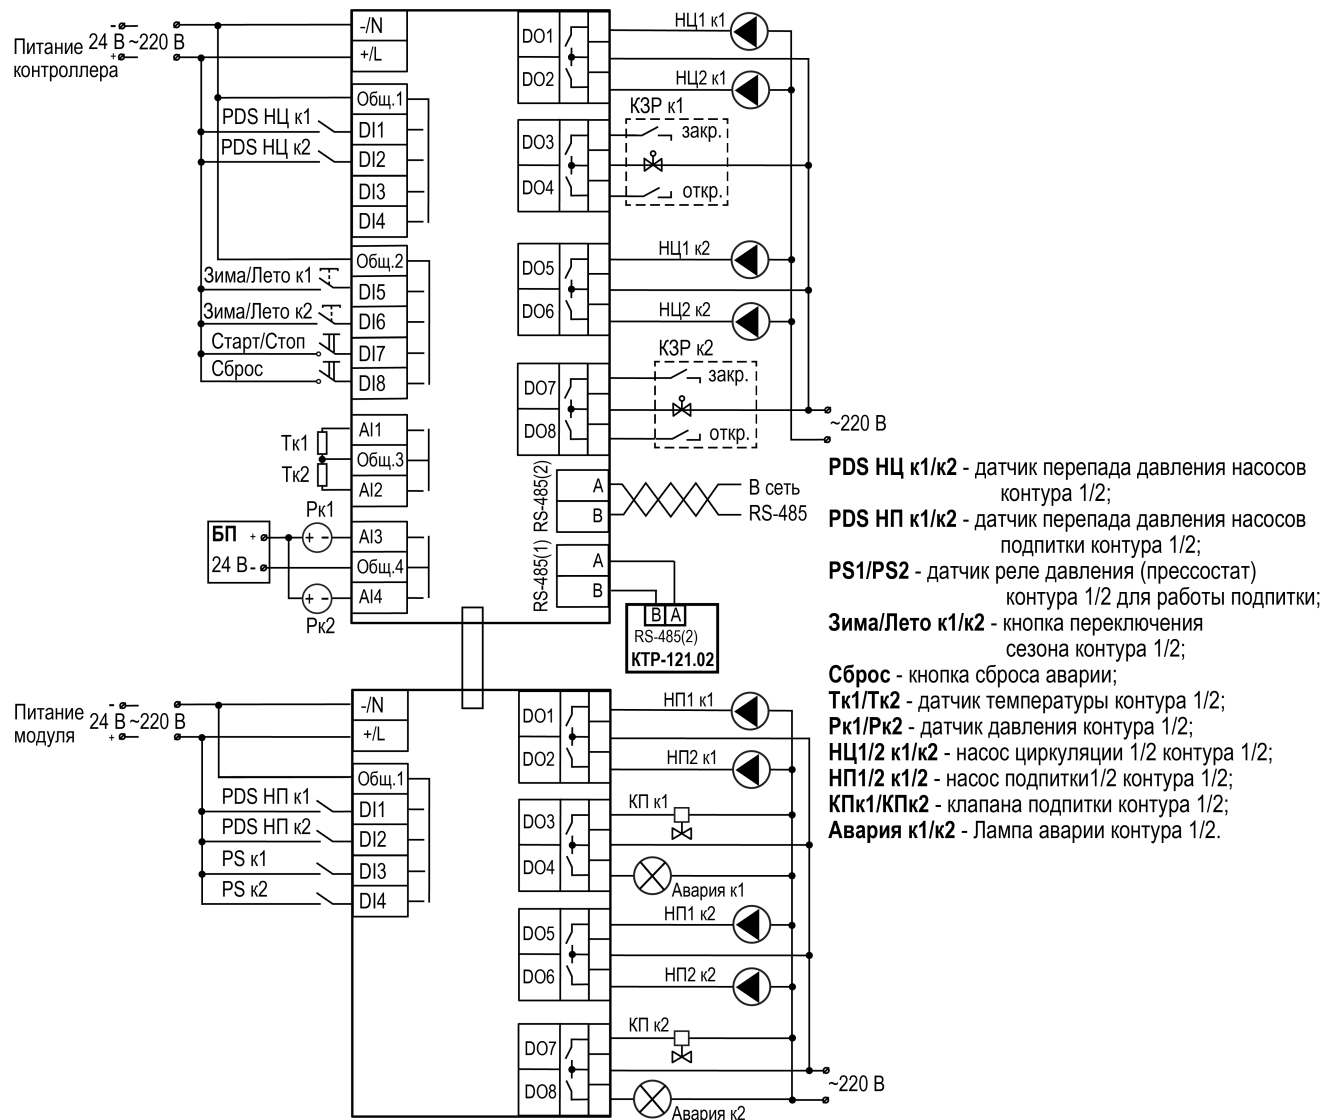 Питание контроллера
- 24 В ~220 В
+
-/N
+/L
Общ.1
PDS НЦ к1
DI1
PDS НЦ к2
DI2
DI3
DI4
Общ.2
Зима/Лето к1
DI5
Зима/Лето к2
DI6
Старт/Стоп
DI7
Сброс
DI8
Тк1
AI1
Общ.3
Тк2
AI2
Рк1
БП +
24 В -
+ -
AI3
Общ.4
+ -
AI4
Рк2
DO1
НЦ1 к1
DO2
НЦ2 к1
КЗР к1
DO3
закр.
DO4
откр.
DO5
НЦ1 к2
DO6
НЦ2 к2
КЗР к2
DO7
закр.
DO8
откр.
~220 В
RS-485(2)
A
B
В сеть
RS-485
RS-485(1)
A
B
B A
RS-485(2)
КТР-121.02
PDS НЦ к1/к2 - датчик перепада давления насосов
контура 1/2;
PDS НП к1/к2 - датчик перепада давления насосов
подпитки контура 1/2;
PS1/PS2 - датчик реле давления (прессостат)
контура 1/2 для работы подпитки;
Зима/Лето к1/к2 - кнопка переключения
сезона контура 1/2;
Сброс - кнопка сброса аварии;
Тк1/Тк2 - датчик температуры контура 1/2;
Рк1/Рк2 - датчик давления контура 1/2;
НЦ1/2 к1/к2 - насос циркуляции 1/2 контура 1/2;
НП1/2 к1/2 - насос подпитки1/2 контура 1/2;
КПк1/КПк2 - клапана подпитки контура 1/2;
Авария к1/к2 - Лампа аварии контура 1/2.
Питание
модуля
- 24 В ~220 В
+
-/N
+/L
Общ.1
PDS НП к1
DI1
PDS НП к2
DI2
PS к1
DI3
PS к2
DI4
DO1
НП1 к1
DO2
НП2 к1
DO3
КП к1
DO4
Авария к1
DO5
НП1 к2
DO6
НП2 к2
DO7
КП к2
DO8
Авария к2
~220 В